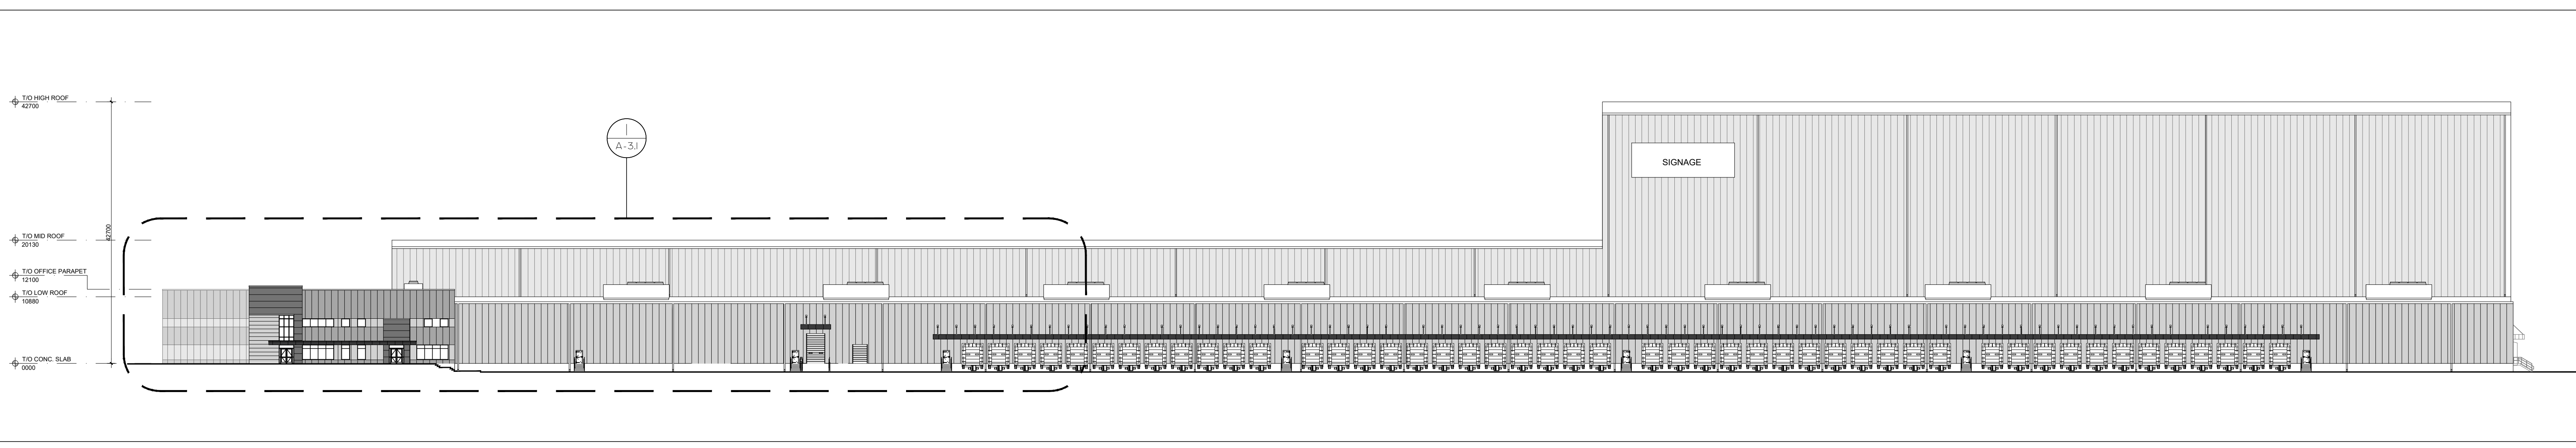 T/O HIGH ROOF
42700
1
A-3.1
SIGNAGE
42700
T/O MID ROOF
20130
T/O OFFICE PARAPET
12100
T/O LOW ROOF
10880
T/O CONC. SLAB
0000